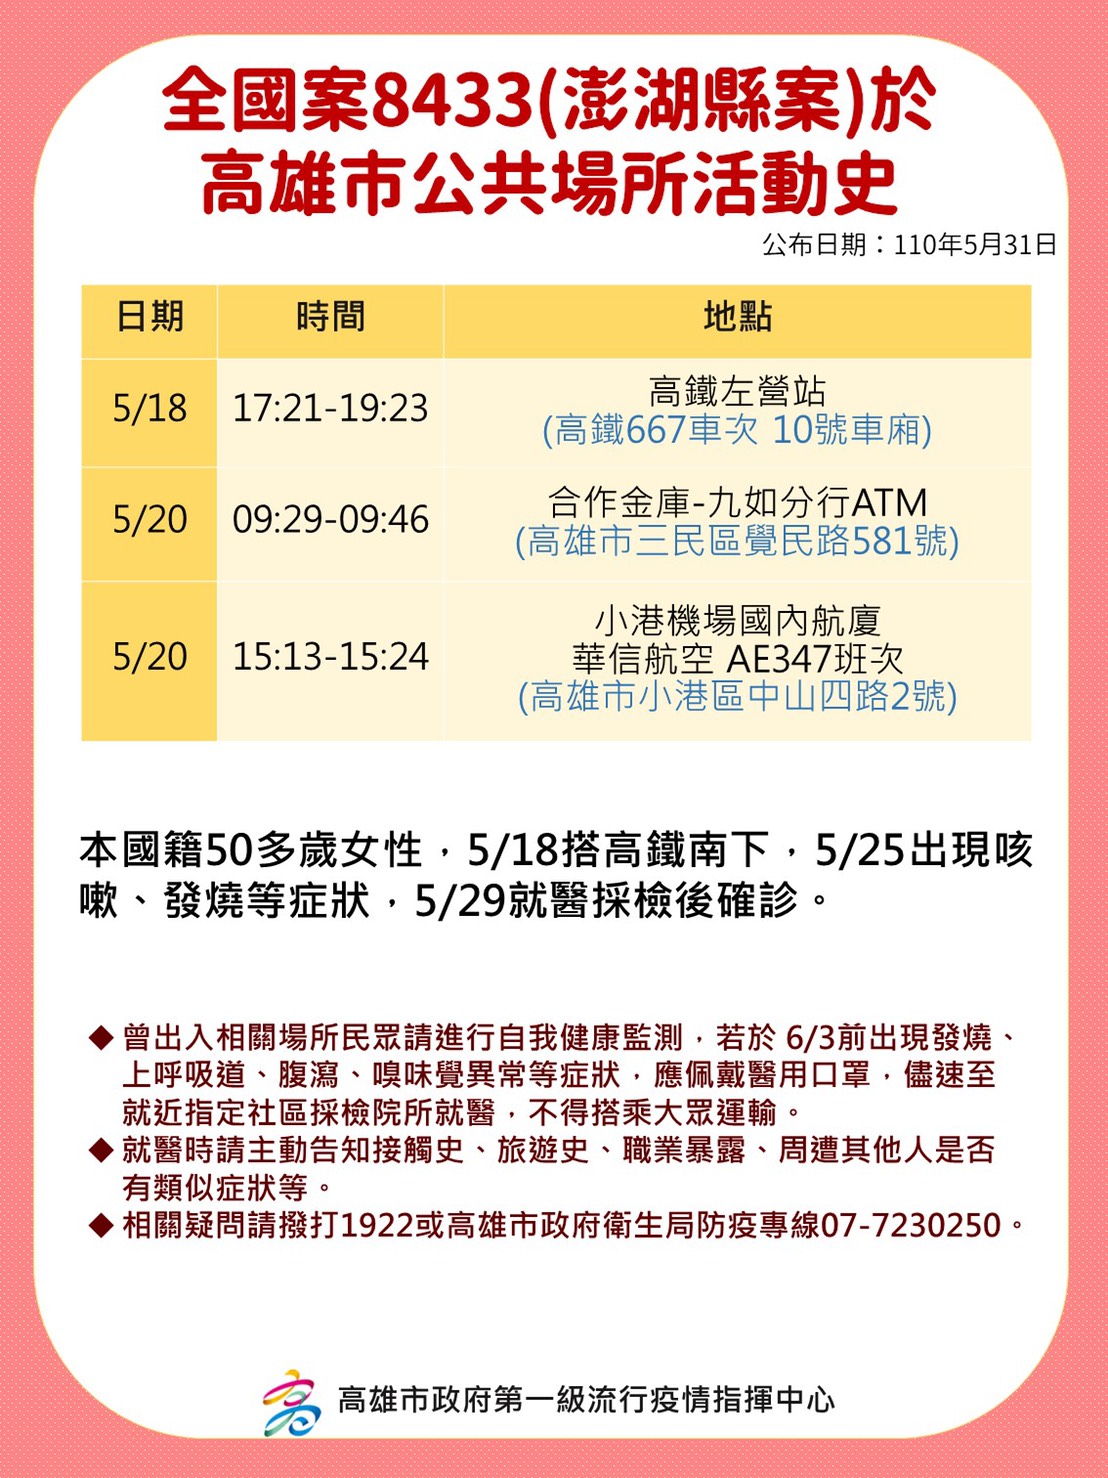 全國案8433(澎湖縣案)於
高雄市公共場所活動史
公布日期：110年5月31日
日期 時間 地點
5/18 17:21-19:23 高鐵左營站
(高鐵667車次 10號車廂)
5/20 09:29-09:46 合作金庫-九如分行ATM
(高雄市三民區覺民路581號)
5/20 15:13-15:24 小港機場國內航廈
華信航空 AE347班次
(高雄市小港區中山四路2號)
本國籍50多歲女性，5/18搭高鐵南下，5/25出現咳
嗽、發燒等症狀，5/29就醫採檢後確診。
◆ 曾出入相關場所民眾請進行自我健康監測，若於 6/3前出現發燒、
上呼吸道、腹瀉、嗅味覺異常等症狀，應佩戴醫用口罩，儘速至
就近指定社區採檢院所就醫，不得搭乘大眾運輸。
◆ 就醫時請主動告知接觸史、旅遊史、職業暴露、周遭其他人是否
有類似症狀等。
◆ 相關疑問請撥打1922或高雄市政府衛生局防疫專線07-7230250。
高雄市政府第一級流行疫情指揮中心